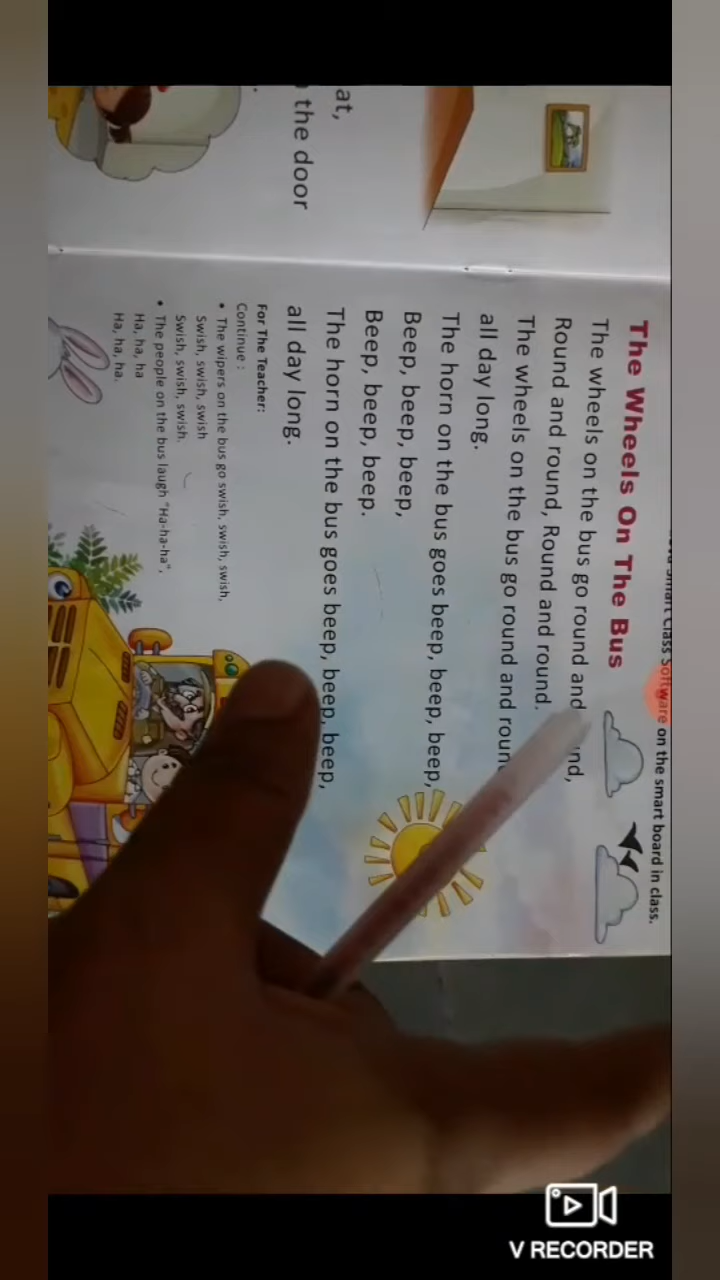 at,
the door
Smart Class Software on the smart board in class.
The Wheels On The Bus
The wheels on the bus go round and
Round and round, Round and round.
The wheels on the bus go round and
all day long.
The horn on the bus goes beep, beep, beep,
Beep, beep, beep,
Beep, beep, beep.
The horn on the bus goes beep, beep, beep,
all day long.
For The Teacher:
Continue :
• The wipers on the bus go swish, swish, swish,
Swish, swish, swish
Swish, swish, swish.
• The people on the bus laugh "Ha-ha-ha",
Ha, ha, ha
Ha, ha, ha.
V RECORDER